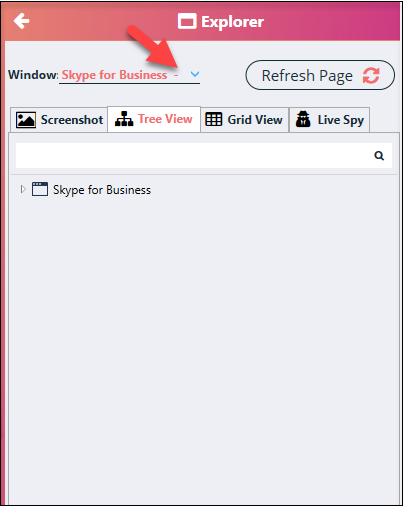 Explorer
Window: Skype for Business - Refresh Page
Screenshot Tree View Grid View Live Spy
Skype for Business